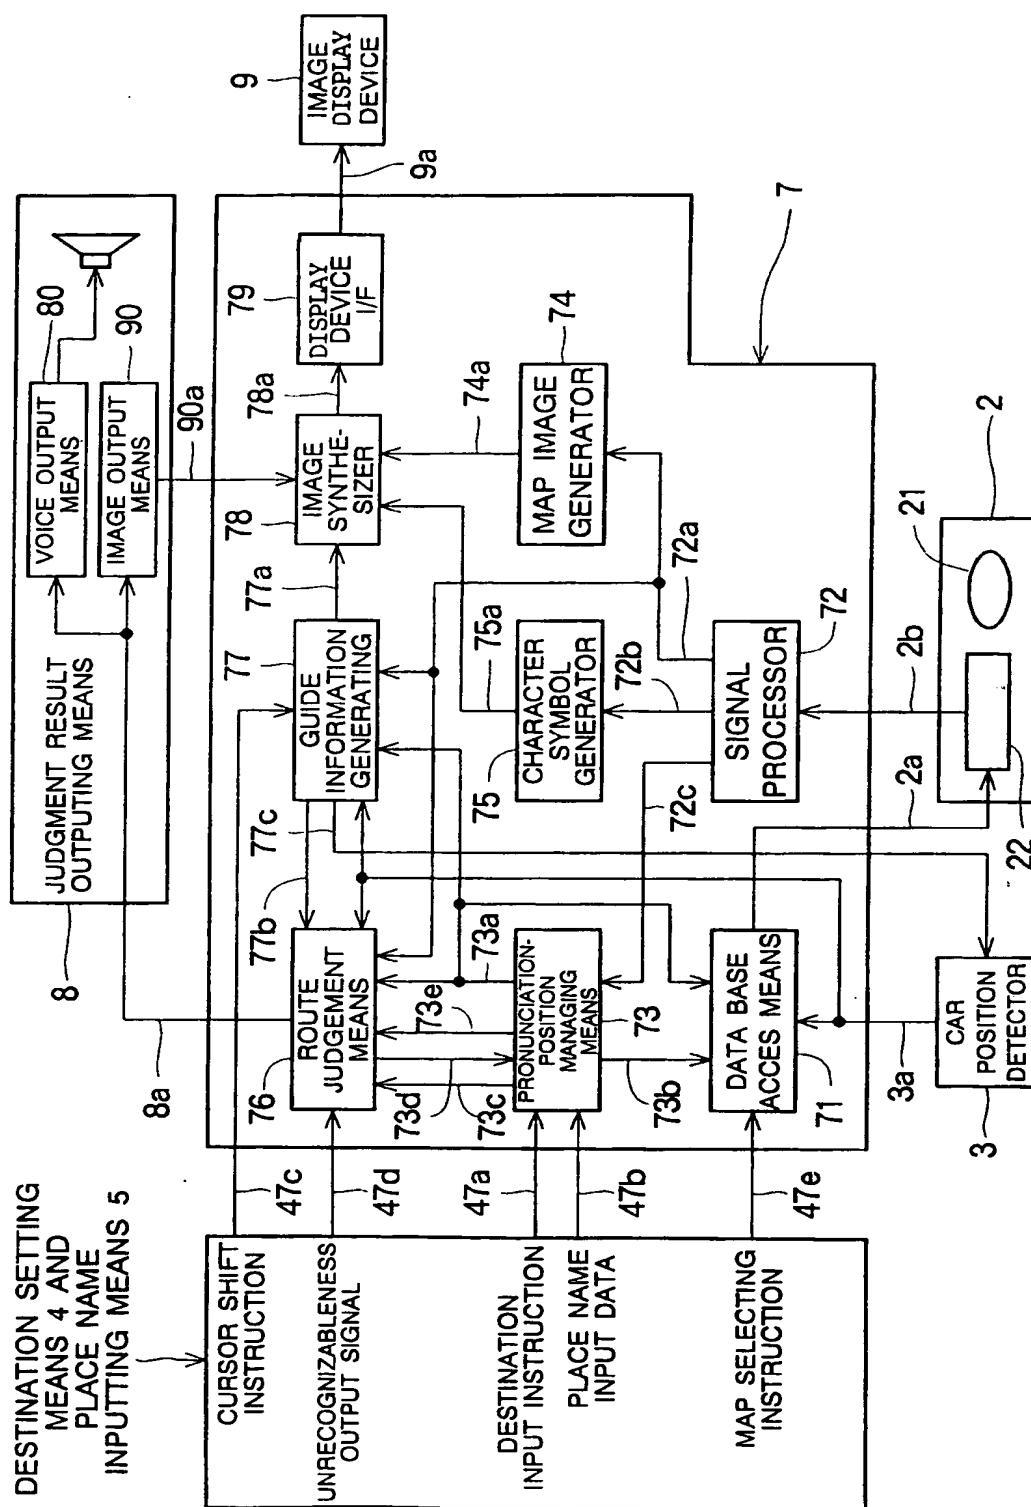 DESTINATION SETTING
MEANS 4 AND
PLACE NAME
INPUTTING MEANS 5
CURSOR SHIFT
INSTRUCTION
UNRECOGNIZABLENESS
OUTPUT SIGNAL
DESTINATION
INPUT INSTRUCTION
PLACE NAME
INPUT DATA
MAP SELECTING
INSTRUCTION
47c
47d
47a
47b
47e
8a
8
JUDGMENT RESULT
OUTPUTING MEANS
VOICE OUTPUT
MEANS
80
IMAGE OUTPUT
MEANS
90
90a
76
ROUTE
JUDGEMENT
MEANS
77b
77c
77
GUIDE
INFORMATION
GENERATING
77a
78
IMAGE
SYNTHE-
SIZER
78a
79
DISPLAY
DEVICE
I/F
9a
9
IMAGE
DISPLAY
DEVICE
73d
73c
73e
73a
PRONUNCIATION-
POSITION
MANAGING
MEANS
73
73b
72c
75
CHARACTER
SYMBOL
GENERATOR
75a
72b
74a
MAP IMAGE
GENERATOR
74
72a
DATA BASE
ACCES MEANS
71
SIGNAL
PROCESSOR
72
7
3a
3
CAR
POSITION
DETECTOR
2a
2b
22
21
2